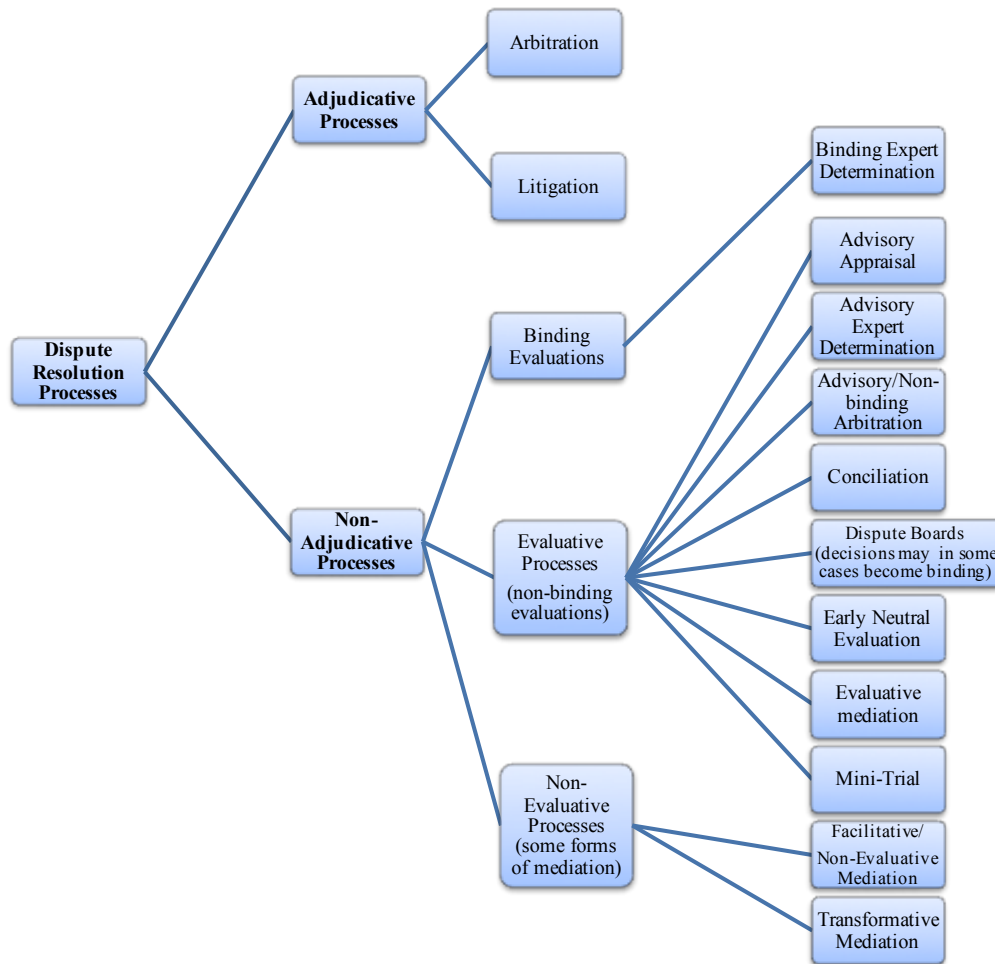 Arbitration
Adjudicative
Processes
Litigation
Binding Expert
Determination
Advisory
Appraisal
Advisory
Expert
Determination
Dispute
Resolution
Processes
Binding
Evaluations
Advisory/Non-
binding
Arbitration
Conciliation
Non-
Adjudicative
Processes
Evaluative
Processes
(non-binding
evaluations)
Dispute Boards
(decisions may in some
cases become binding)
Early Neutral
Evaluation
Evaluative
mediation
Mini-Trial
Non-
Evaluative
Processes
(some forms
of mediation)
Facilitative/
Non-Evaluative
Mediation
Transformative
Mediation